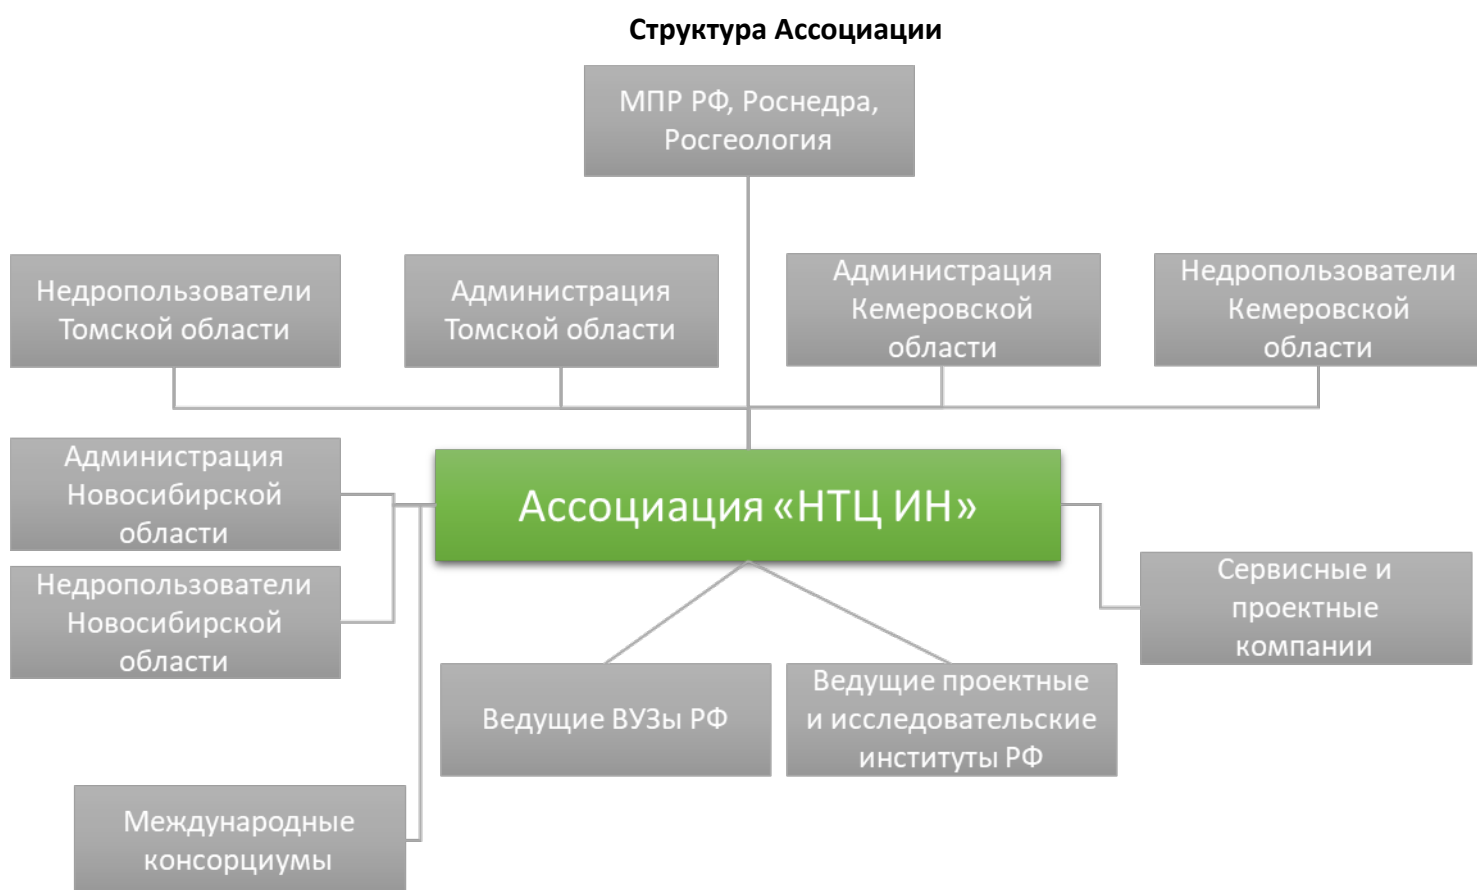 Структура Ассоциации
МПР РФ, Роснедра,
Росгеология
Недропользователи
Томской области
Администрация
Томской области
Администрация
Кемеровской
области
Недропользователи
Кемеровской
области
Администрация
Новосибирской
области
Ассоциация «НТЦ ИН»
Недропользователи
Новосибирской
области
Сервисные и
проектные
компании
Ведущие ВУЗы РФ
Ведущие проектные
и исследовательские
институты РФ
Международные
консорциумы